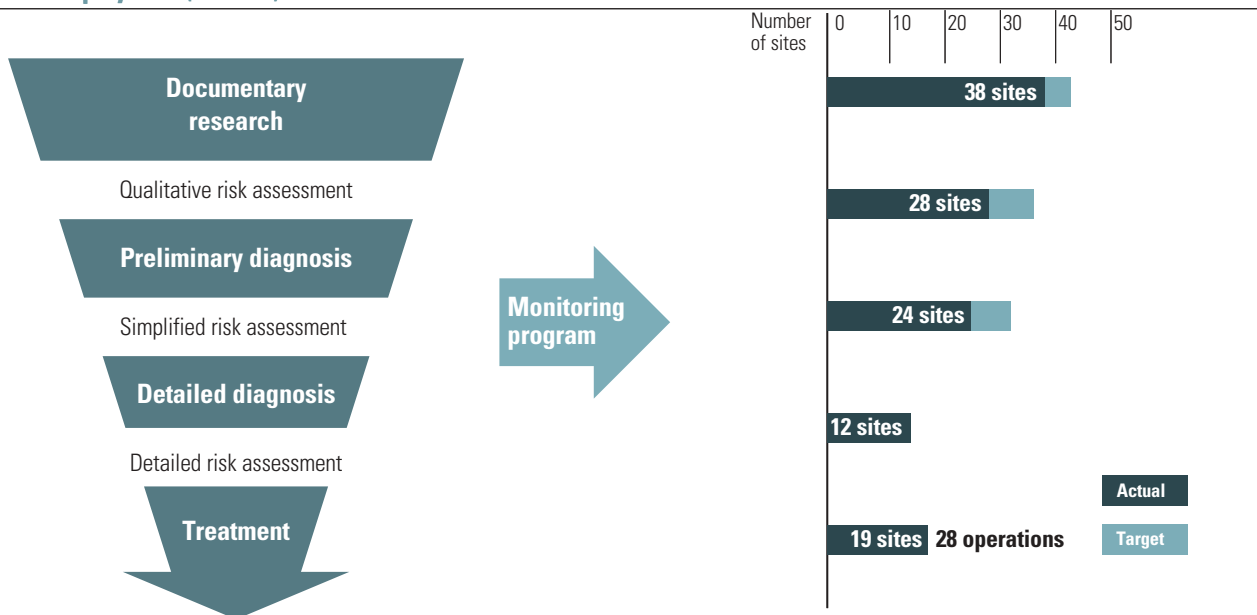 Documentary
research
Qualitative risk assessment
Preliminary diagnosis
Simplified risk assessment
Detailed diagnosis
Detailed risk assessment
Treatment
Monitoring
program
Number
of sites
0 10 20 30 40 50
38 sites
28 sites
24 sites
12 sites
19 sites 28 operations
Actual
Target